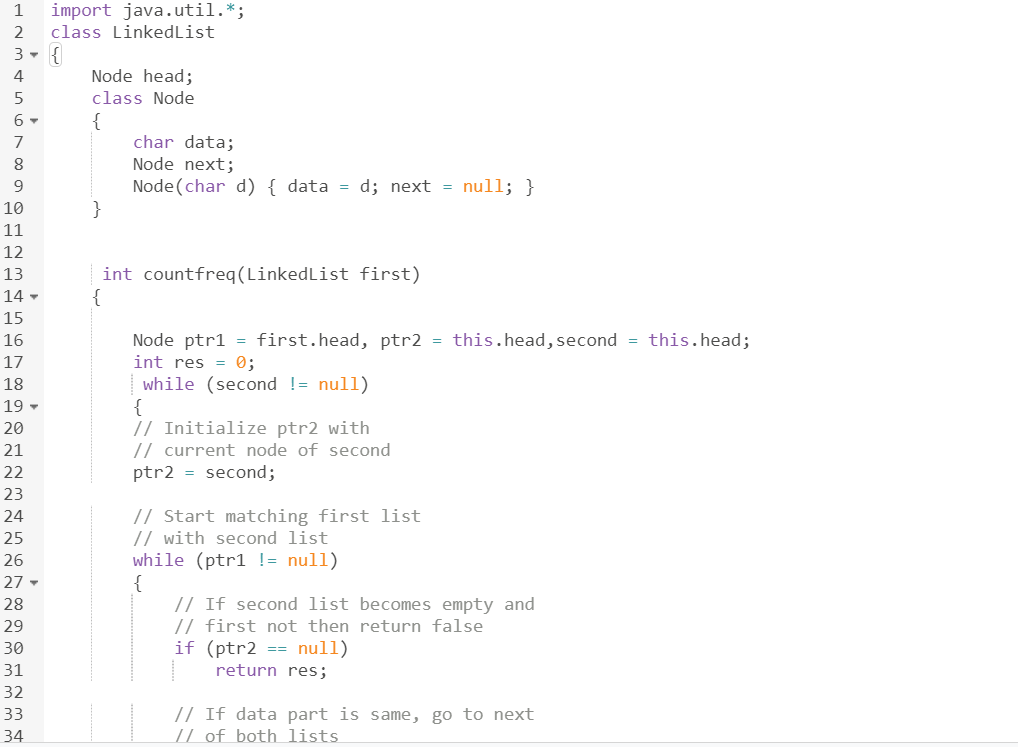 1 import java.util.*;
2 class LinkedList
3 {
4     Node head;
5     class Node
6     {
7         char data;
8         Node next;
9         Node(char d) { data = d; next = null; }
10     }
11
12
13      int countfreq(LinkedList first)
14     {
15
16         Node ptr1 = first.head, ptr2 = this.head,second = this.head;
17         int res = 0;
18          while (second != null)
19         {
20         // Initialize ptr2 with
21         // current node of second
22         ptr2 = second;
23
24         // Start matching first list
25         // with second list
26         while (ptr1 != null)
27         {
28             // If second list becomes empty and
29             // first not then return false
30             if (ptr2 == null)
31                 return res;
32
33             // If data part is same, go to next
34             // of both lists